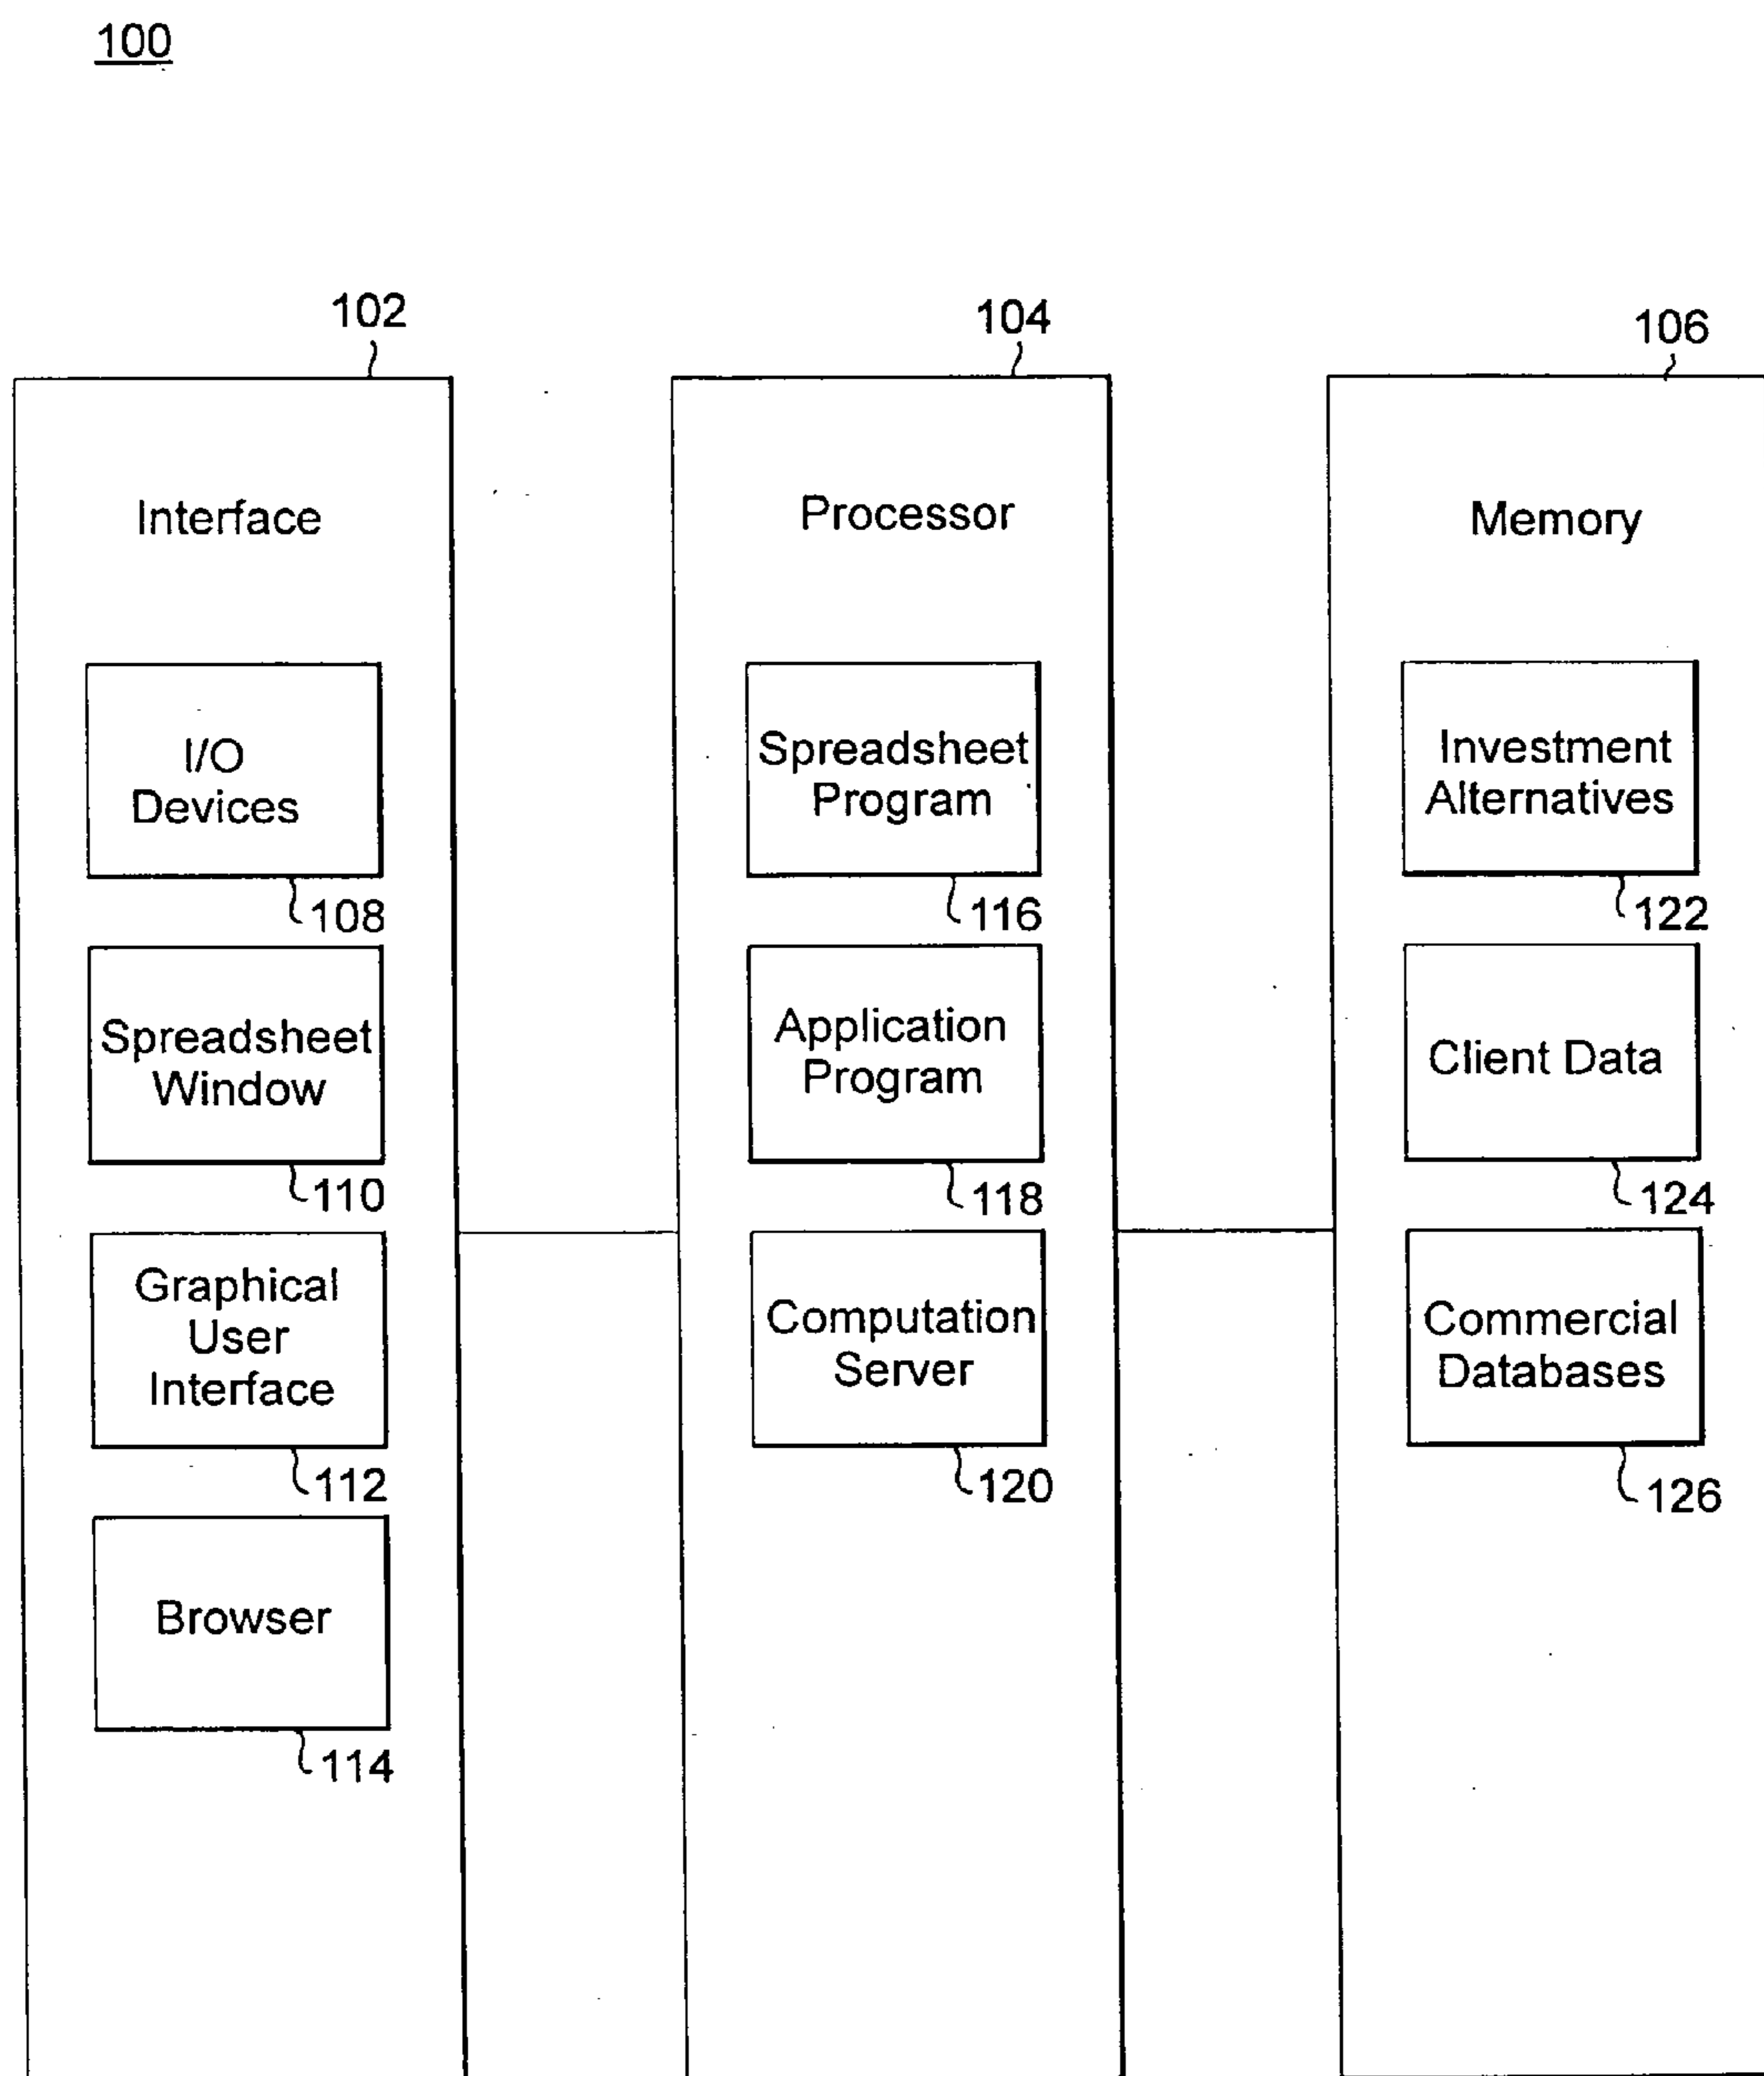 100
102
Interface
I/O
Devices
108
Spreadsheet
Window
110
Graphical
User
Interface
112
Browser
114
104
Processor
Spreadsheet
Program
116
Application
Program
118
Computation
Server
120
106
Memory
Investment
Alternatives
122
Client Data
124
Commercial
Databases
126